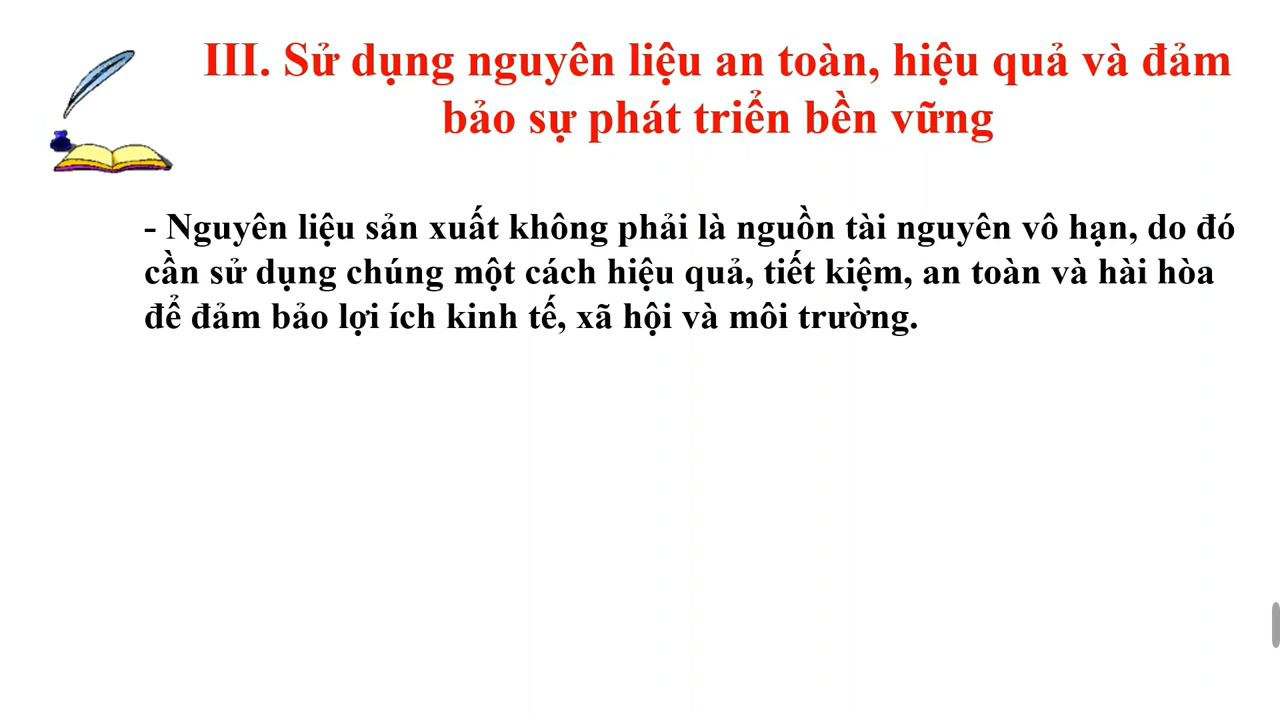 III. Sử dụng nguyên liệu an toàn, hiệu quả và đảm
bảo sự phát triển bền vững
- Nguyên liệu sản xuất không phải là nguồn tài nguyên vô hạn, do đó
cần sử dụng chúng một cách hiệu quả, tiết kiệm, an toàn và hài hòa
để đảm bảo lợi ích kinh tế, xã hội và môi trường.